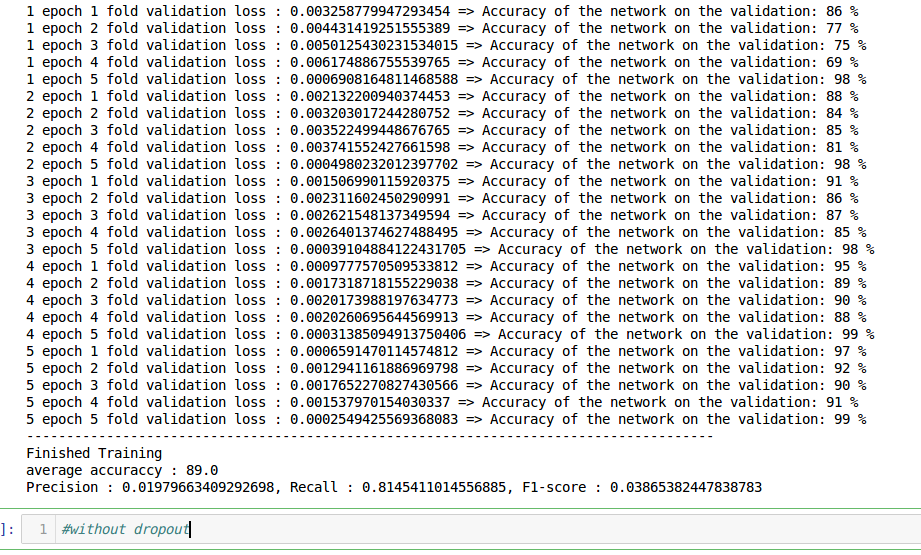 1 epoch 1 fold validation loss : 0.003258779947293454 => Accuracy of the network on the validation: 86 %
1 epoch 2 fold validation loss : 0.004431419251555389 => Accuracy of the network on the validation: 77 %
1 epoch 3 fold validation loss : 0.0050125430231534015 => Accuracy of the network on the validation: 75 %
1 epoch 4 fold validation loss : 0.006174886755539765 => Accuracy of the network on the validation: 69 %
1 epoch 5 fold validation loss : 0.0006908164811468588 => Accuracy of the network on the validation: 98 %
2 epoch 1 fold validation loss : 0.002132200940374453 => Accuracy of the network on the validation: 88 %
2 epoch 2 fold validation loss : 0.003203017244280752 => Accuracy of the network on the validation: 84 %
2 epoch 3 fold validation loss : 0.003522499448676765 => Accuracy of the network on the validation: 85 %
2 epoch 4 fold validation loss : 0.003741552427661598 => Accuracy of the network on the validation: 81 %
2 epoch 5 fold validation loss : 0.0004980232012397702 => Accuracy of the network on the validation: 98 %
3 epoch 1 fold validation loss : 0.001506990115920375 => Accuracy of the network on the validation: 91 %
3 epoch 2 fold validation loss : 0.002311602450290991 => Accuracy of the network on the validation: 86 %
3 epoch 3 fold validation loss : 0.002621548137349594 => Accuracy of the network on the validation: 87 %
3 epoch 4 fold validation loss : 0.0026401374627488495 => Accuracy of the network on the validation: 85 %
3 epoch 5 fold validation loss : 0.00039104884122431705 => Accuracy of the network on the validation: 98 %
4 epoch 1 fold validation loss : 0.0009777570509533812 => Accuracy of the network on the validation: 95 %
4 epoch 2 fold validation loss : 0.0017318718155229038 => Accuracy of the network on the validation: 89 %
4 epoch 3 fold validation loss : 0.0020173988197634773 => Accuracy of the network on the validation: 90 %
4 epoch 4 fold validation loss : 0.0020260695644569913 => Accuracy of the network on the validation: 88 %
4 epoch 5 fold validation loss : 0.00031385094913750406 => Accuracy of the network on the validation: 99 %
5 epoch 1 fold validation loss : 0.0006591470114574812 => Accuracy of the network on the validation: 97 %
5 epoch 2 fold validation loss : 0.0012941161886969798 => Accuracy of the network on the validation: 92 %
5 epoch 3 fold validation loss : 0.0017652270827430566 => Accuracy of the network on the validation: 90 %
5 epoch 4 fold validation loss : 0.001537970154030337 => Accuracy of the network on the validation: 91 %
5 epoch 5 fold validation loss : 0.0002549425569368083 => Accuracy of the network on the validation: 99 %
--------------------------------------------------------------------------------------
Finished Training
average accuraccy : 89.0
Precision : 0.01979663409292698, Recall : 0.8145411014556885, F1-score : 0.03865382447838783
]: 1 #without dropout